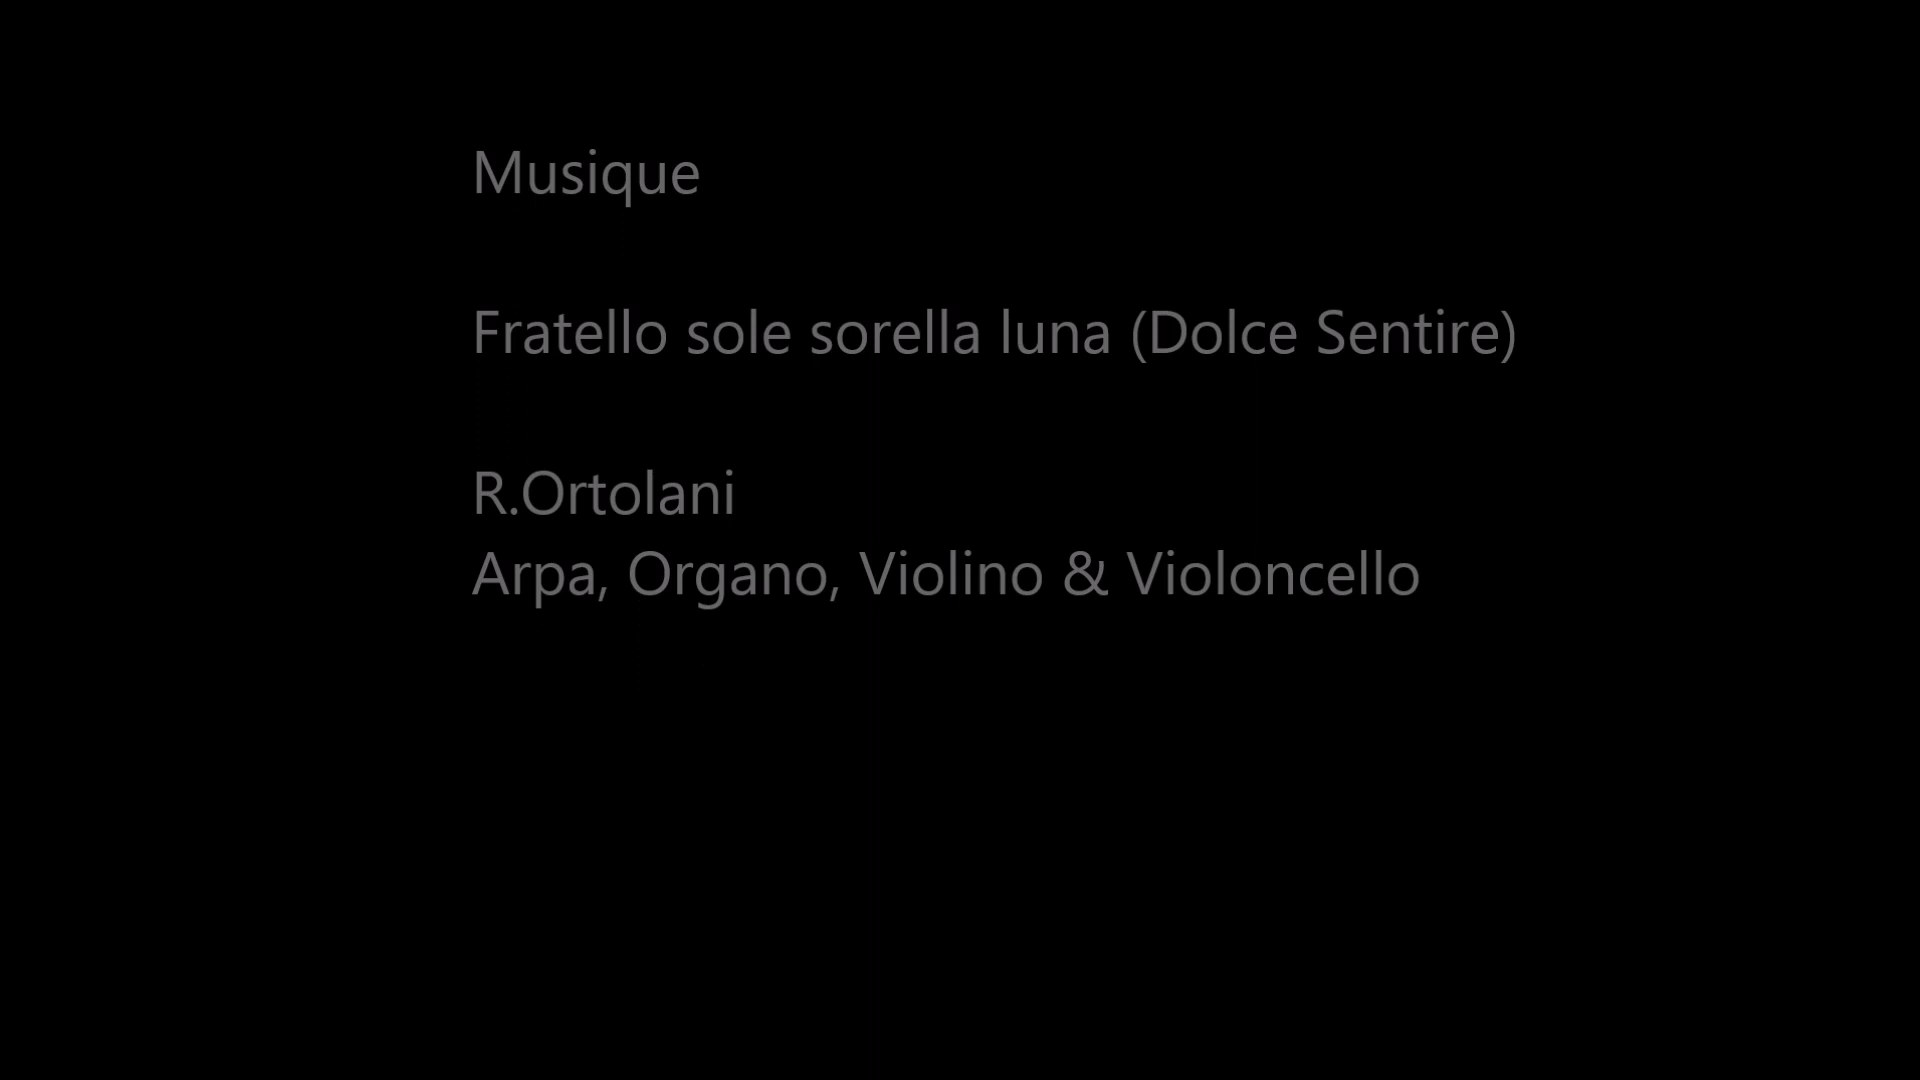 Musique
Fratello sole sorella luna (Dolce Sentire)
R.Ortolani
Arpa, Organo, Violino & Violoncello